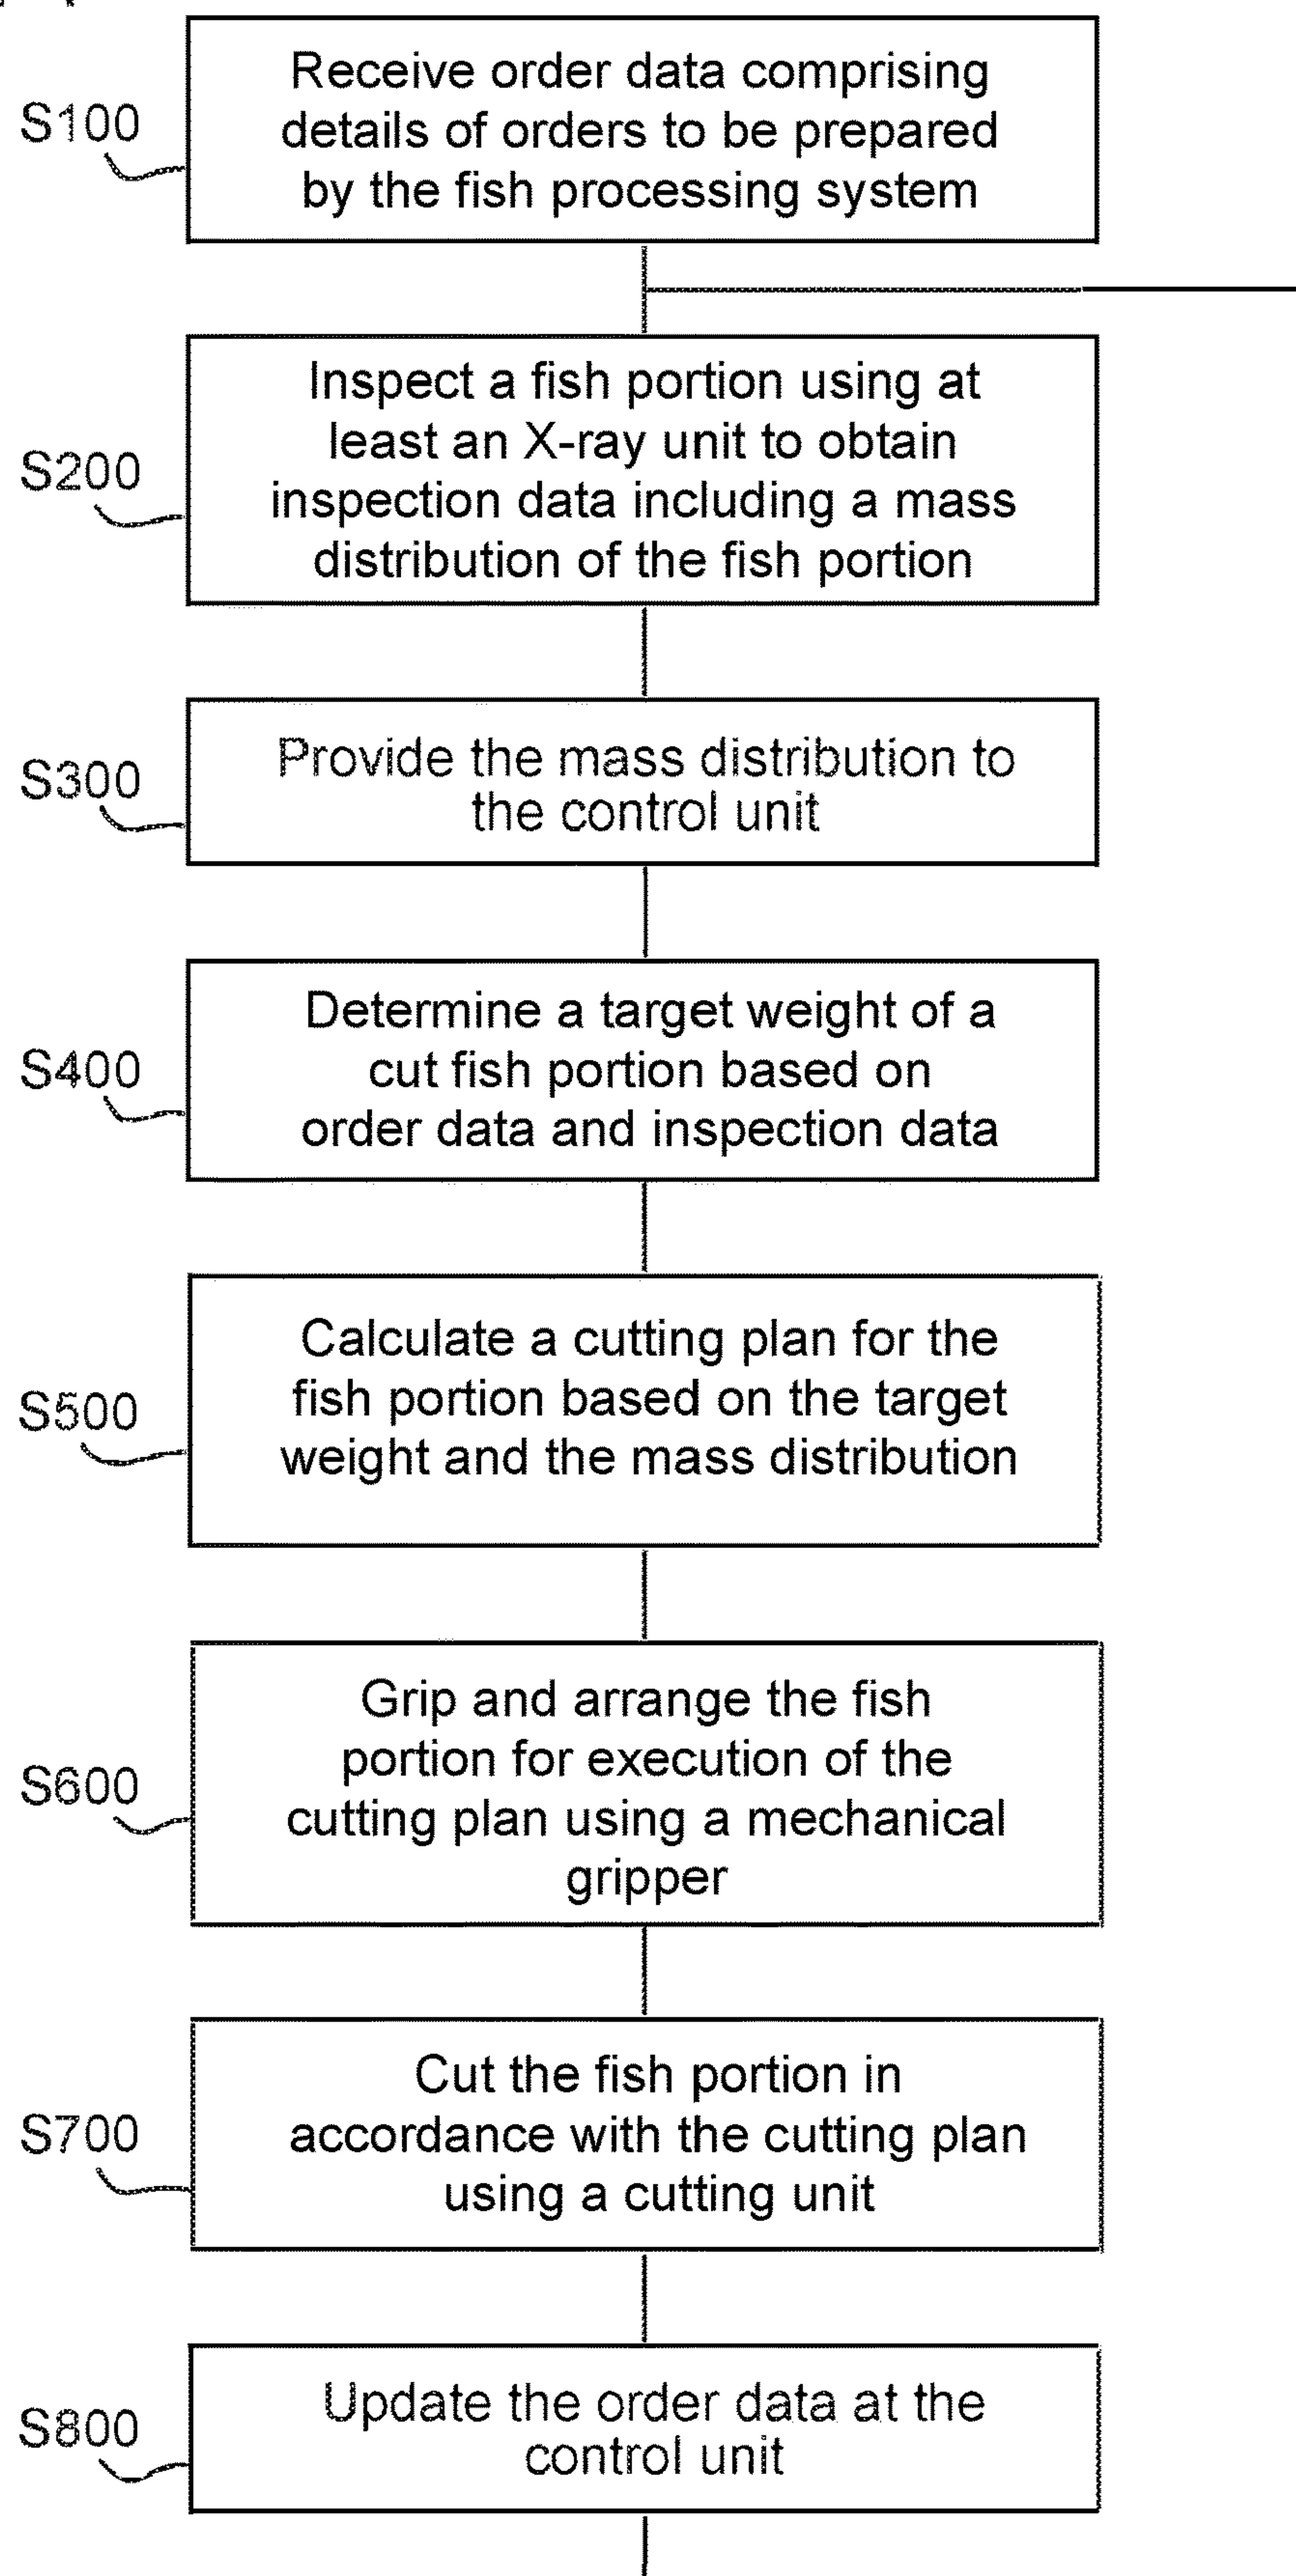 S100
Receive order data comprising
details of orders to be prepared
by the fish processing system
S200
Inspect a fish portion using at
least an X-ray unit to obtain
inspection data including a mass
distribution of the fish portion
S300
Provide the mass distribution to
the control unit
S400
Determine a target weight of a
cut fish portion based on
order data and inspection data
S500
Calculate a cutting plan for the
fish portion based on the target
weight and the mass distribution
S600
Grip and arrange the fish
portion for execution of the
cutting plan using a mechanical
gripper
S700
Cut the fish portion in
accordance with the cutting plan
using a cutting unit
S800
Update the order data at the
control unit